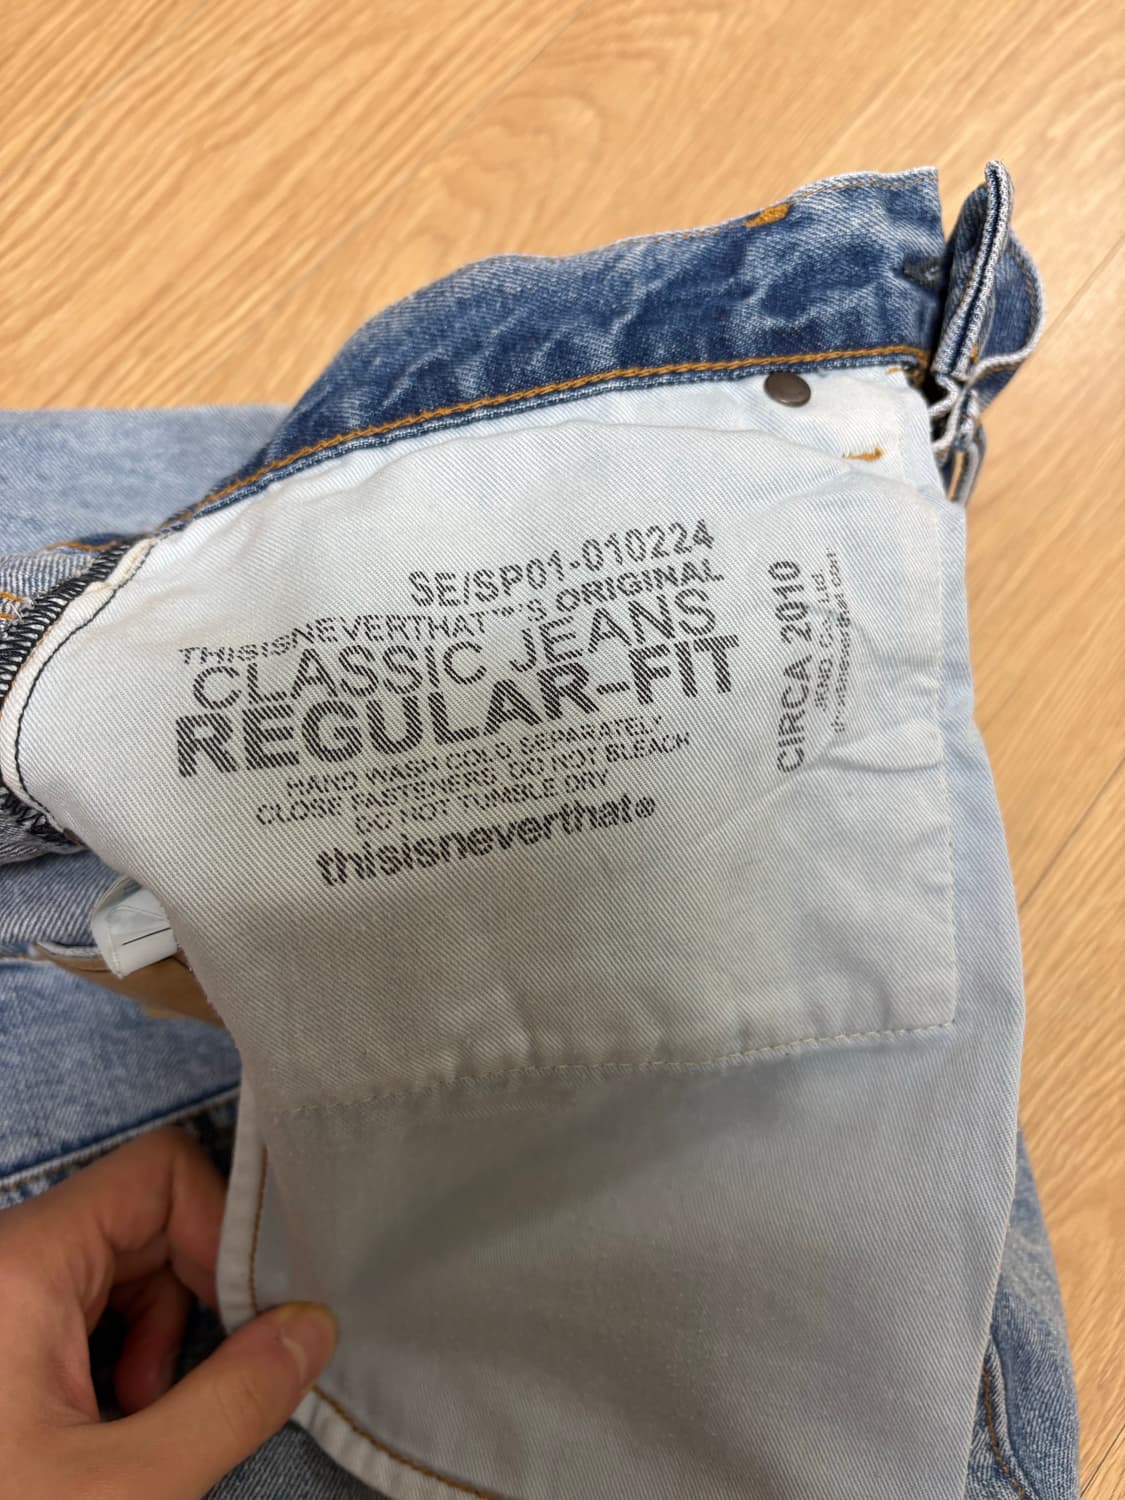 SE/SP01-010224
THISISNEVERTHAT™'S ORIGINAL
CLASSIC JEANS
REGULAR-FIT
HAND WASH COLD SEPARATELY
CLOSE FASTENERS, DO NOT BLEACH
DO NOT TUMBLE DRY
thisisneverthat®
CIRCA 2010